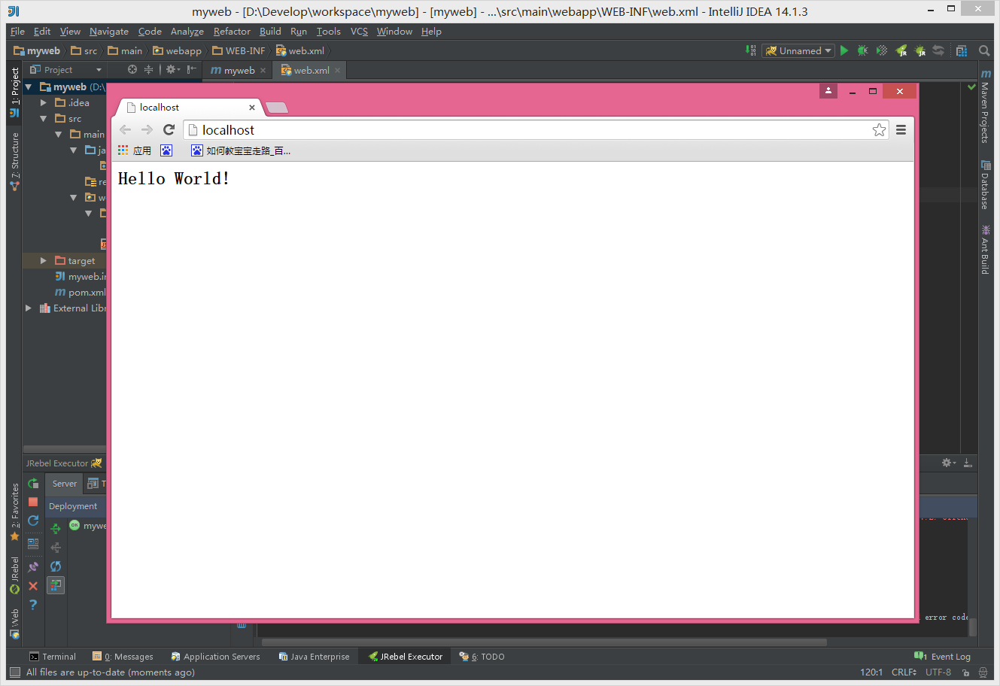 myweb - [D:\Develop\workspace\myweb] - [myweb] - ...\src\main\webapp\WEB-INF\web.xml - IntelliJ IDEA 14.1.3
File Edit View Navigate Code Analyze Refactor Build Run Tools VCS Window Help
myweb src main webapp WEB-INF web.xml Unnamed
Project myweb web.xml
1: Project
7: Structure
2: Favorites
JRebel
Web
myweb (D:\
.idea
src
main
ja
re
w
target
myweb.i
pom.xml
External Libr
localhost
localhost
应用 如何教宝宝走路_百...
Hello World!
Maven Projects
Database
Ant Build
JRebel Executor
Server T
Deployment
OK mywe
error code
Terminal 0: Messages Application Servers Java Enterprise JRebel Executor 6: TODO 1 Event Log
All files are up-to-date (moments ago) 120:1 CRLF UTF-8